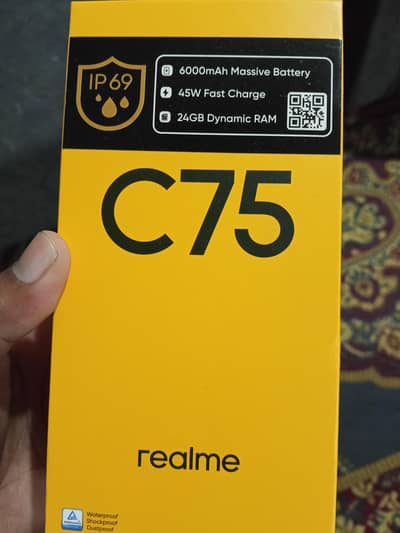 IP69
6000mAh Massive Battery
45W Fast Charge
24GB Dynamic RAM
C75
realme
Waterproof
Shockproof
Dustproof